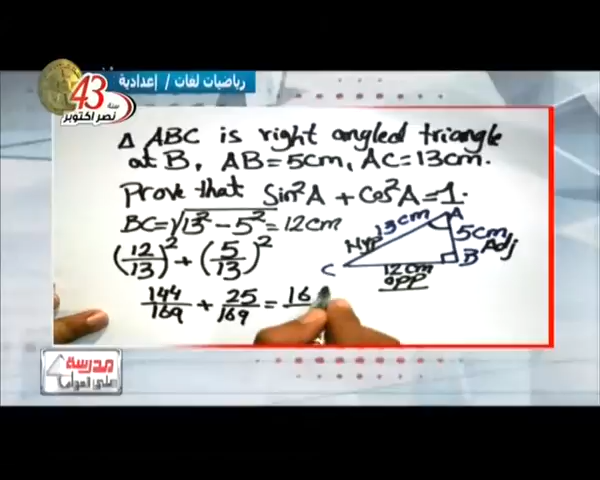 رياضيات لغات / إعدادية
43 سنة
نصر أكتوبر
Δ ABC is right angled triangle
at B, AB=5cm, AC=13cm.
Prove that Sin²A + Cos²A=1.
BC=√13²-5²=12cm
(12/13)² + (5/13)²
144/169 + 25/169 = 16
A
13cm
Hyp
5cm
Adj
C
B
12cm
opp
مدرسة
على الهواء